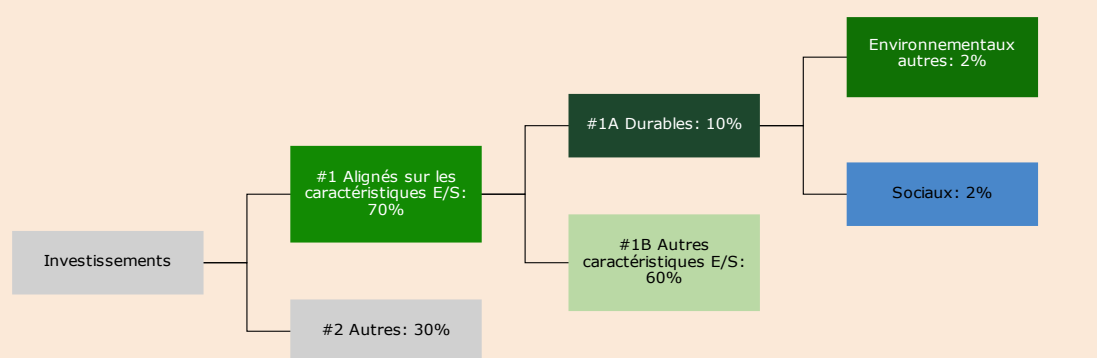 Environnementaux
autres: 2%
#1A Durables: 10%
#1 Alignés sur les
caractéristiques E/S:
70%
Sociaux: 2%
Investissements
#1B Autres
caractéristiques E/S:
60%
#2 Autres: 30%